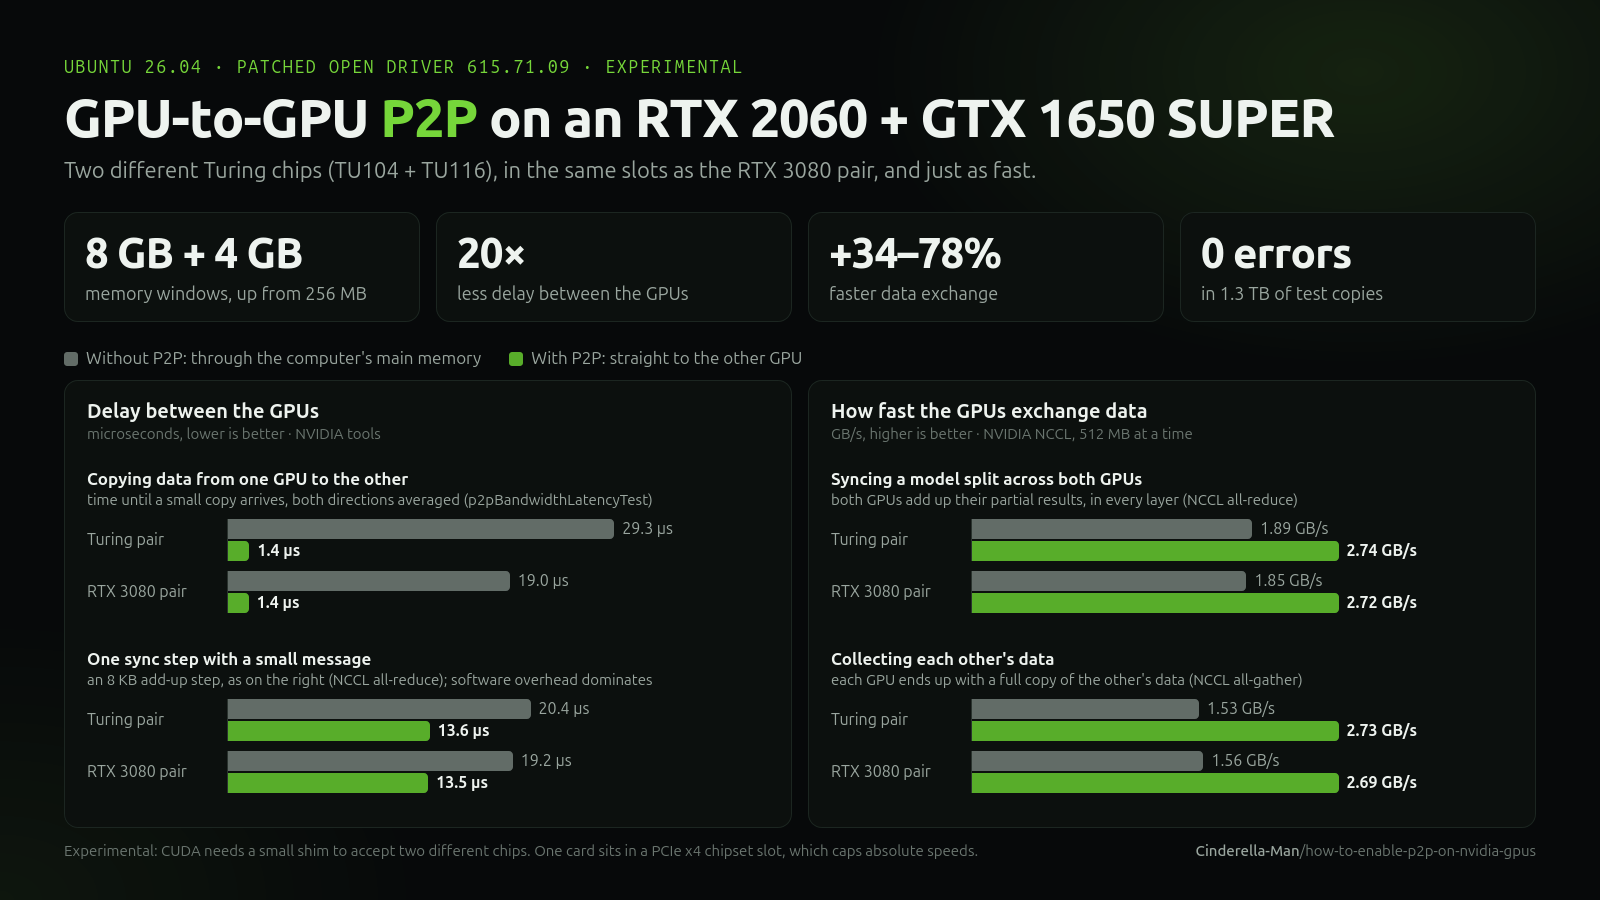 UBUNTU 26.04 · PATCHED OPEN DRIVER 615.71.09 · EXPERIMENTAL
GPU-to-GPU P2P on an RTX 2060 + GTX 1650 SUPER
Two different Turing chips (TU104 + TU116), in the same slots as the RTX 3080 pair, and just as fast.
8 GB + 4 GB
memory windows, up from 256 MB
20×
less delay between the GPUs
+34–78%
faster data exchange
0 errors
in 1.3 TB of test copies
Without P2P: through the computer's main memory
With P2P: straight to the other GPU
Delay between the GPUs
microseconds, lower is better · NVIDIA tools
Copying data from one GPU to the other
time until a small copy arrives, both directions averaged (p2pBandwidthLatencyTest)
Turing pair
29.3 µs
1.4 µs
RTX 3080 pair
19.0 µs
1.4 µs
One sync step with a small message
an 8 KB add-up step, as on the right (NCCL all-reduce); software overhead dominates
Turing pair
20.4 µs
13.6 µs
RTX 3080 pair
19.2 µs
13.5 µs
How fast the GPUs exchange data
GB/s, higher is better · NVIDIA NCCL, 512 MB at a time
Syncing a model split across both GPUs
both GPUs add up their partial results, in every layer (NCCL all-reduce)
Turing pair
1.89 GB/s
2.74 GB/s
RTX 3080 pair
1.85 GB/s
2.72 GB/s
Collecting each other's data
each GPU ends up with a full copy of the other's data (NCCL all-gather)
Turing pair
1.53 GB/s
2.73 GB/s
RTX 3080 pair
1.56 GB/s
2.69 GB/s
Experimental: CUDA needs a small shim to accept two different chips. One card sits in a PCIe x4 chipset slot, which caps absolute speeds.
Cinderella-Man/how-to-enable-p2p-on-nvidia-gpus